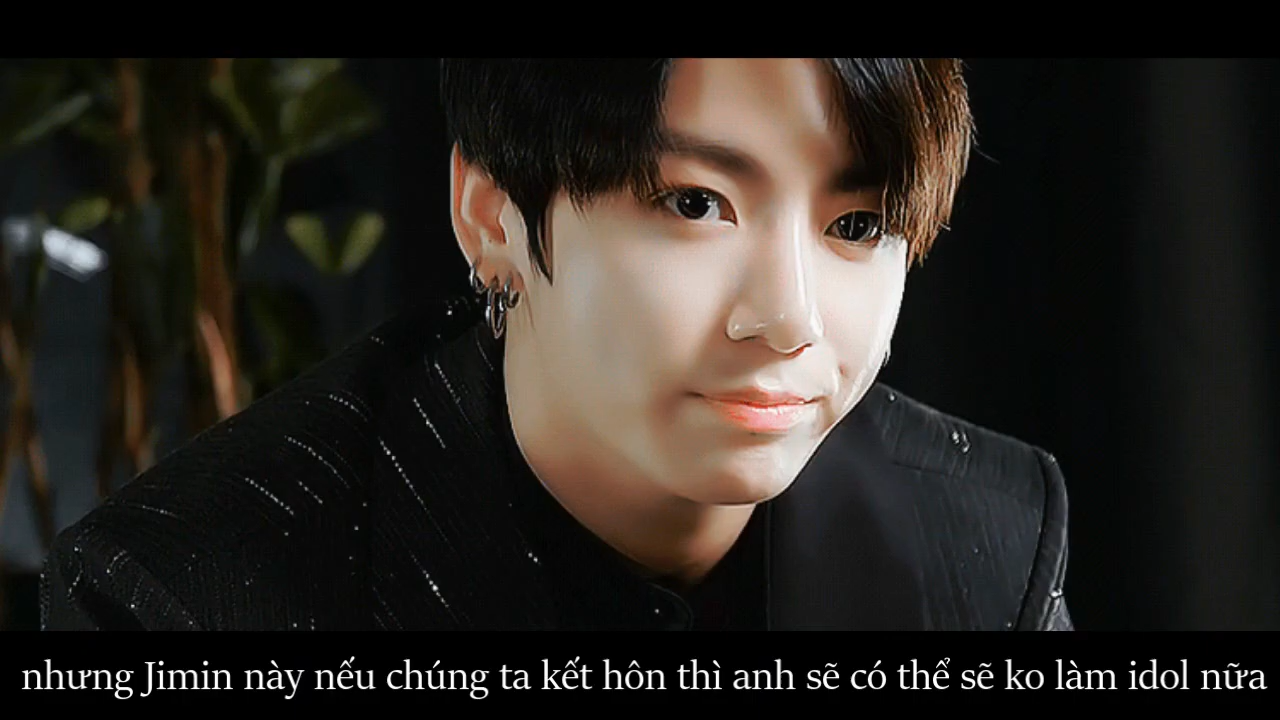 nhưng Jimin này nếu chúng ta kết hôn thì anh sẽ có thể sẽ ko làm idol nữa